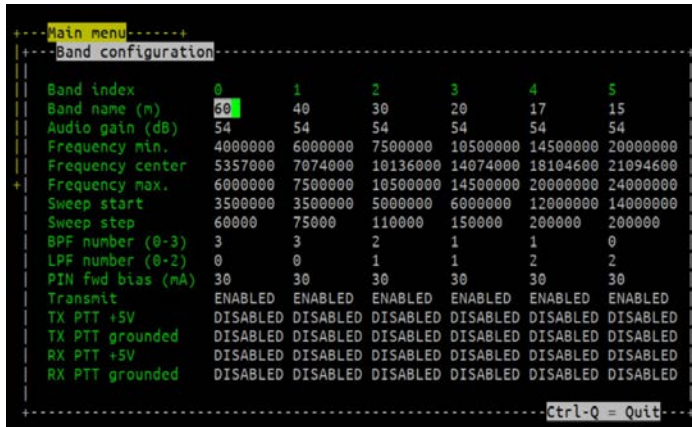 Main menu
Band configuration
Band index 0 1 2 3 4 5
Band name (m) 60 40 30 20 17 15
Audio gain (dB) 54 54 54 54 54 54
Frequency min. 4000000 6000000 7500000 10500000 14500000 20000000
Frequency center 5357000 7074000 10136000 14074000 18104600 21094600
Frequency max. 6000000 7500000 10500000 14500000 20000000 24000000
Sweep start 3500000 3500000 5000000 6000000 12000000 14000000
Sweep step 60000 75000 110000 150000 200000 200000
BPF number (0-3) 3 3 2 1 1 0
LPF number (0-2) 0 0 1 1 2 2
PIN fwd bias (mA) 30 30 30 30 30 30
Transmit ENABLED ENABLED ENABLED ENABLED ENABLED ENABLED
TX PTT +5V DISABLED DISABLED DISABLED DISABLED DISABLED DISABLED
TX PTT grounded DISABLED DISABLED DISABLED DISABLED DISABLED DISABLED
RX PTT +5V DISABLED DISABLED DISABLED DISABLED DISABLED DISABLED
RX PTT grounded DISABLED DISABLED DISABLED DISABLED DISABLED DISABLED
Ctrl-Q = Quit